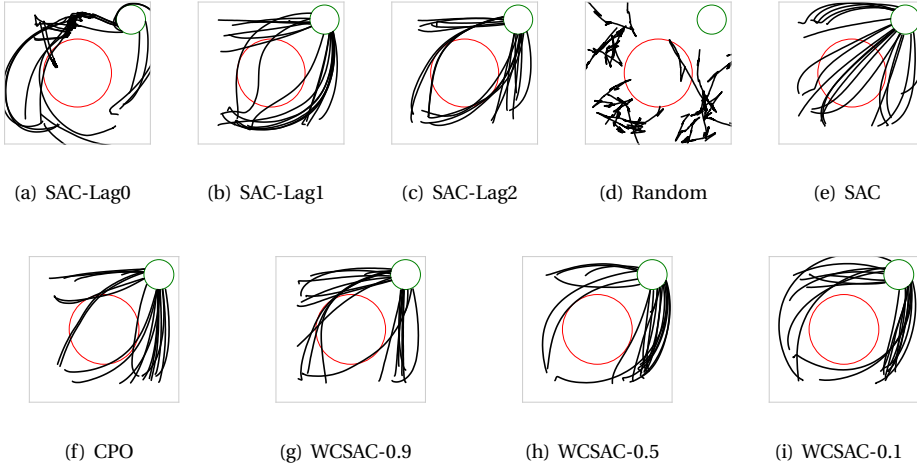 (a) SAC-Lag0 (b) SAC-Lag1 (c) SAC-Lag2 (d) Random (e) SAC
(f) CPO (g) WCSAC-0.9 (h) WCSAC-0.5 (i) WCSAC-0.1